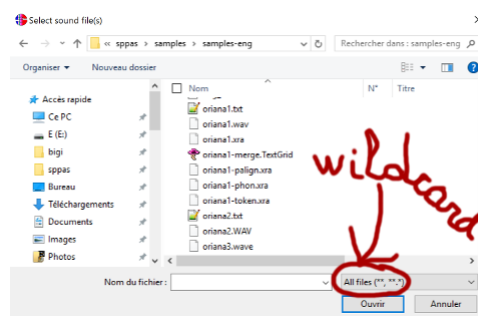 Select sound file(s)
« sppas › samples › samples-eng
Rechercher dans : samples-eng
Organiser
Nouveau dossier
Nom
N°
Titre
Accès rapide
Ce PC
E (E:)
bigi
sppas
Bureau
Téléchargements
Documents
Images
Photos
oriana1.txt
oriana1.wav
oriana1.xra
oriana1-merge.TextGrid
oriana1-palign.xra
oriana1-phon.xra
oriana1-token.xra
oriana2.txt
oriana2.WAV
oriana3.wave
wildcard
Nom du fichier :
All files (**, **.*)
Ouvrir
Annuler